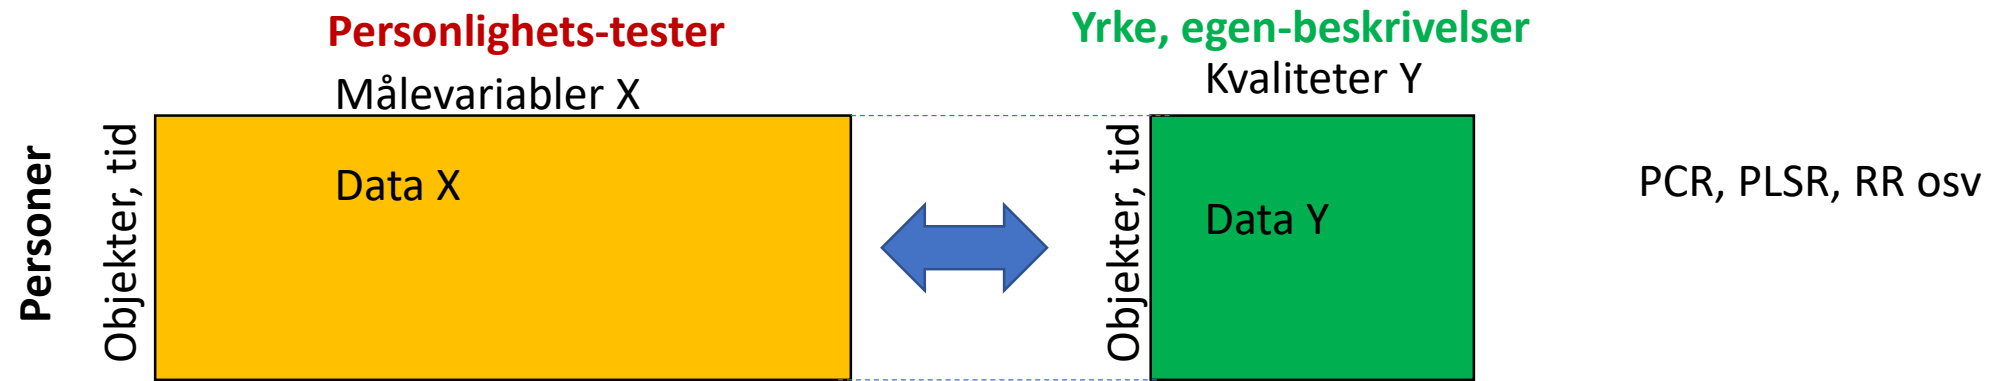 Personlighets-tester
Målevariabler X
Personer
Objekter, tid
Data X
Yrke, egen-beskrivelser
Kvaliteter Y
Objekter, tid
Data Y
PCR, PLSR, RR osv